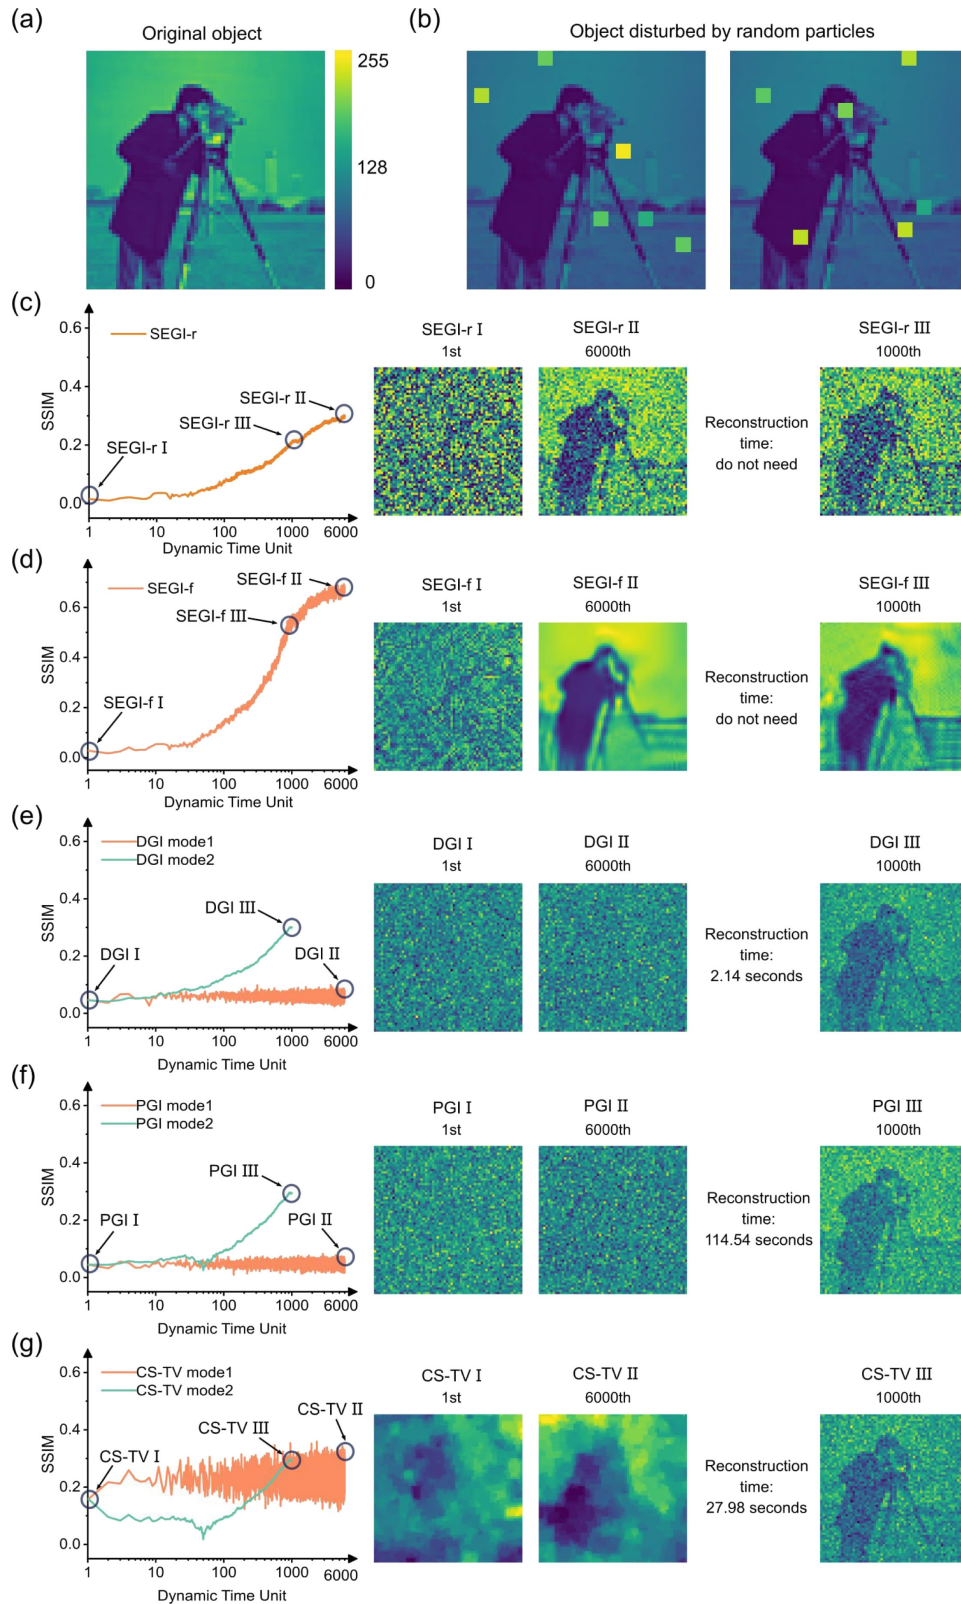 (a)
Original object
255
128
0
(b)
Object disturbed by random particles
(c)
0.6
0.4
0.2
0.0
SSIM
SEGI-r
SEGI-r I
SEGI-r III
SEGI-r II
1 10 100 1000 6000
Dynamic Time Unit
SEGI-r I
1st
SEGI-r II
6000th
Reconstruction
time:
do not need
SEGI-r III
1000th
(d)
0.6
0.4
0.2
0.0
SSIM
SEGI-f
SEGI-f I
SEGI-f III
SEGI-f II
1 10 100 1000 6000
Dynamic Time Unit
SEGI-f I
1st
SEGI-f II
6000th
Reconstruction
time:
do not need
SEGI-f III
1000th
(e)
0.6
0.4
0.2
0.0
SSIM
DGI mode1
DGI mode2
DGI I
DGI III
DGI II
1 10 100 1000 6000
Dynamic Time Unit
DGI I
1st
DGI II
6000th
Reconstruction
time:
2.14 seconds
DGI III
1000th
(f)
0.6
0.4
0.2
0.0
SSIM
PGI mode1
PGI mode2
PGI I
PGI III
PGI II
1 10 100 1000 6000
Dynamic Time Unit
PGI I
1st
PGI II
6000th
Reconstruction
time:
114.54 seconds
PGI III
1000th
(g)
0.6
0.4
0.2
0.0
SSIM
CS-TV mode1
CS-TV mode2
CS-TV I
CS-TV III
CS-TV II
1 10 100 1000 6000
Dynamic Time Unit
CS-TV I
1st
CS-TV II
6000th
Reconstruction
time:
27.98 seconds
CS-TV III
1000th